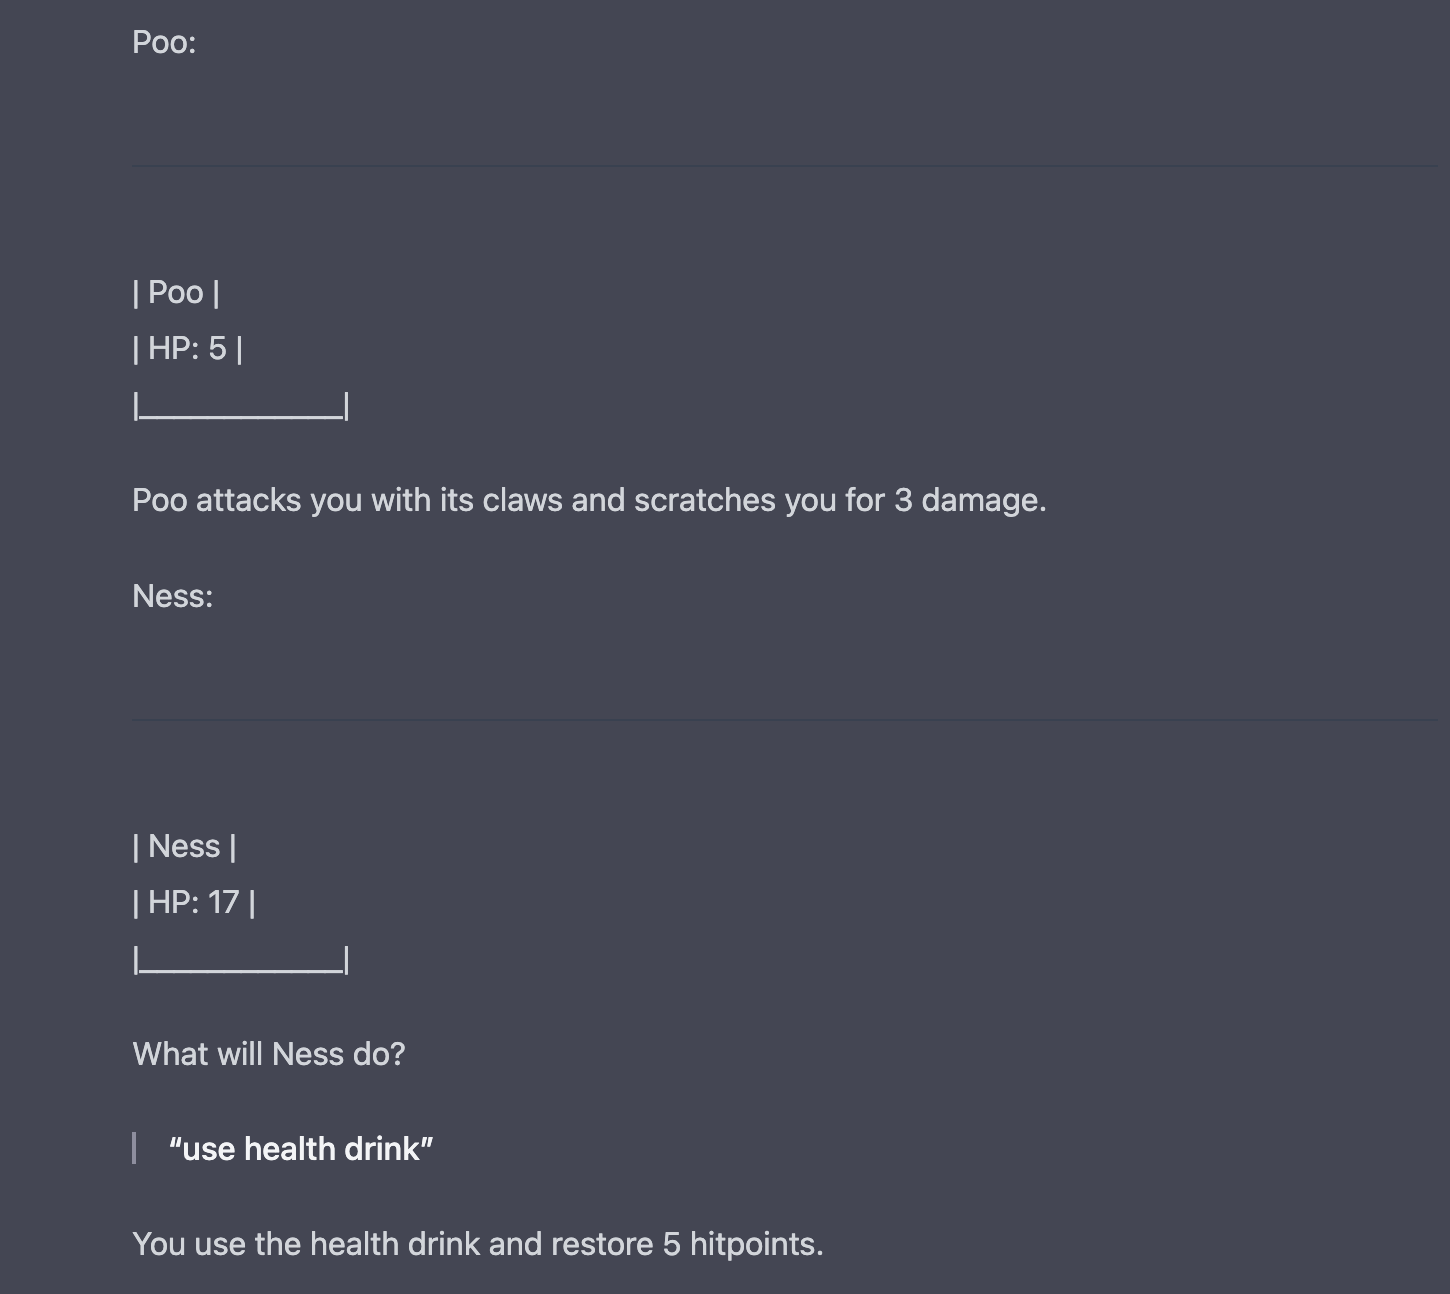 Poo:
| Poo |
| HP: 5 |
|____________|
Poo attacks you with its claws and scratches you for 3 damage.
Ness:
| Ness |
| HP: 17 |
|____________|
What will Ness do?
“use health drink”
You use the health drink and restore 5 hitpoints.